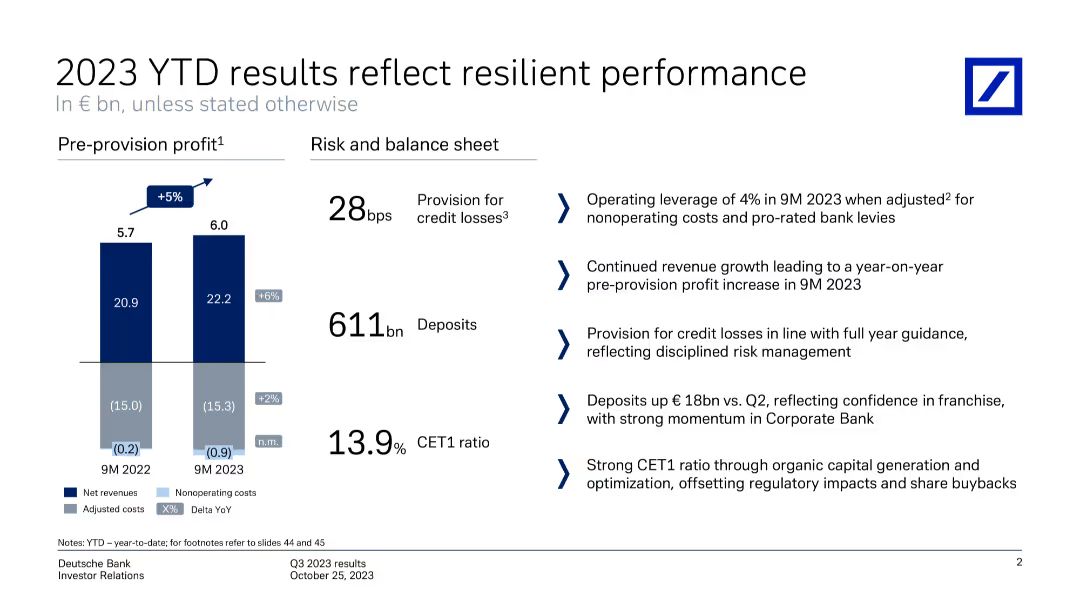 2023 YTD results reflect resilient performance
In € bn, unless stated otherwise
Pre-provision profit1
+5%
5.7
6.0
20.9
22.2
+6%
(15.0)
(15.3)
+2%
(0.2)
(0.9)
n.m.
9M 2022
9M 2023
Net revenues
Nonoperating costs
Adjusted costs
X%
Delta YoY
Risk and balance sheet
28bps
Provision for
credit losses3
611bn
Deposits
13.9%
CET1 ratio
Operating leverage of 4% in 9M 2023 when adjusted2 for
nonoperating costs and pro-rated bank levies
Continued revenue growth leading to a year-on-year
pre-provision profit increase in 9M 2023
Provision for credit losses in line with full year guidance,
reflecting disciplined risk management
Deposits up € 18bn vs. Q2, reflecting confidence in franchise,
with strong momentum in Corporate Bank
Strong CET1 ratio through organic capital generation and
optimization, offsetting regulatory impacts and share buybacks
Notes: YTD – year-to-date; for footnotes refer to slides 44 and 45
Deutsche Bank
Investor Relations
Q3 2023 results
October 25, 2023
2